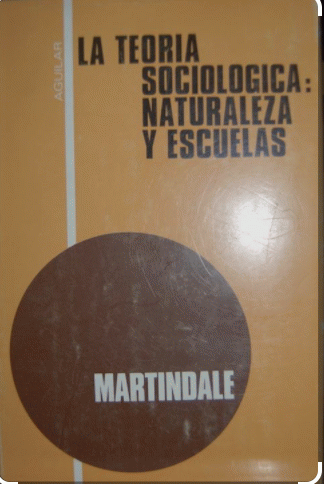 AGUILAR
LA TEORIA
SOCIOLOGICA:
NATURALEZA
Y ESCUELAS
MARTINDALE